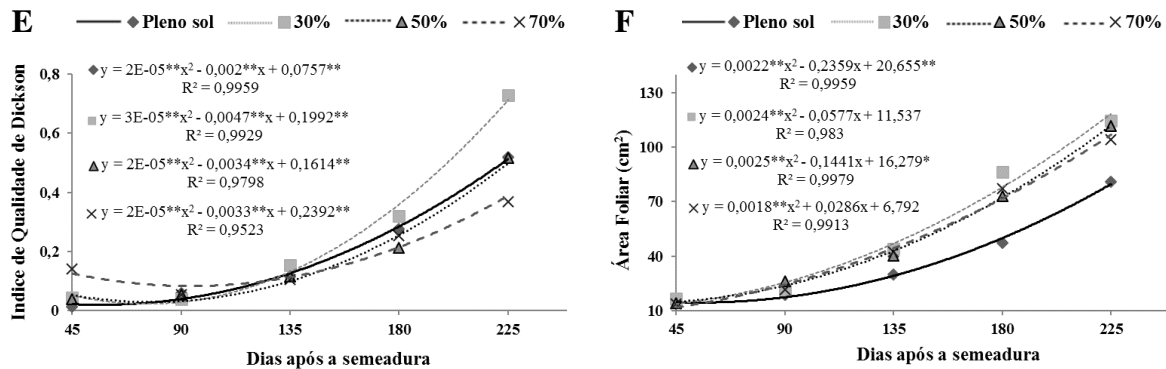 E
Pleno sol 30% 50% 70%
y = 2E-05**x² - 0,002**x + 0,0757**
R² = 0,9959
y = 3E-05**x² - 0,0047**x + 0,1992**
R² = 0,9929
y = 2E-05**x² - 0,0034**x + 0,1614**
R² = 0,9798
y = 2E-05**x² - 0,0033**x + 0,2392**
R² = 0,9523
Indice de Qualidade de Dickson
0,8
0,6
0,4
0,2
0
45 90 135 180 225
Dias após a semeadura
F
Pleno sol 30% 50% 70%
y = 0,0022**x² - 0,2359x + 20,655**
R² = 0,9959
y = 0,0024**x² - 0,0577x + 11,537
R² = 0,983
y = 0,0025**x² - 0,1441x + 16,279*
R² = 0,9979
y = 0,0018**x² + 0,0286x + 6,792
R² = 0,9913
Área Foliar (cm²)
130
100
70
40
10
45 90 135 180 225
Dias após a semeadura